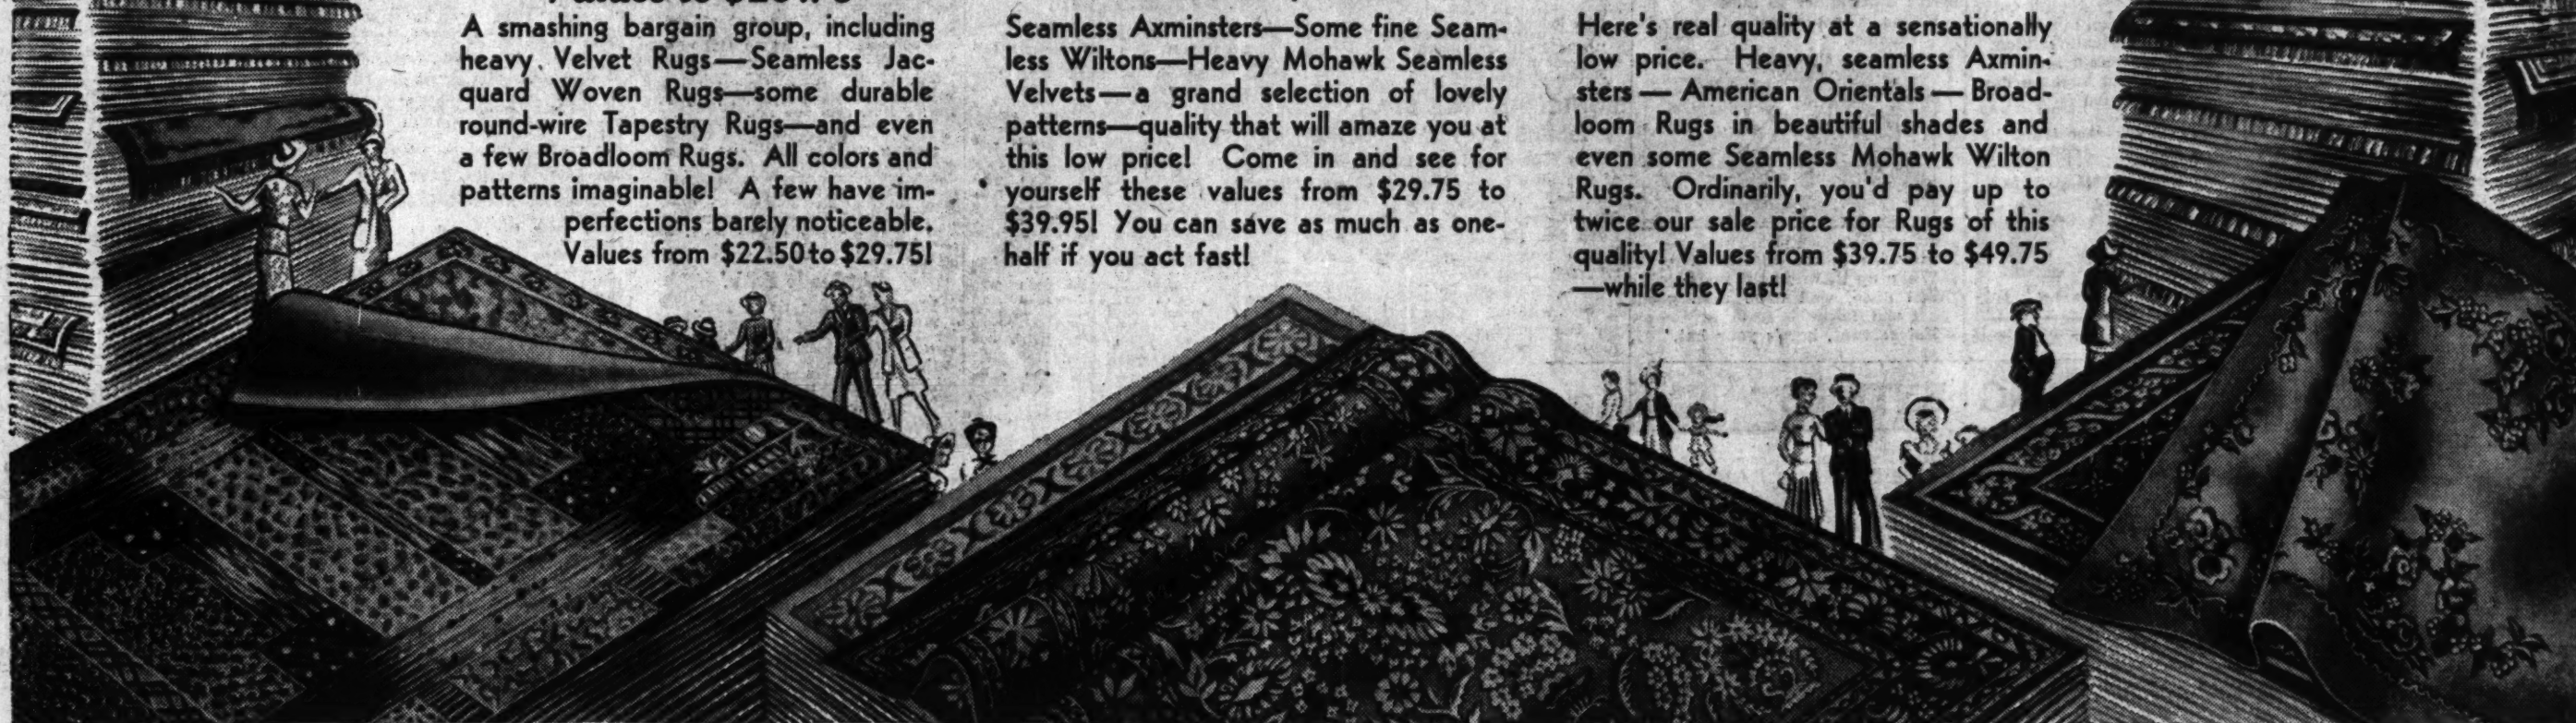 A smashing bargain group, including
heavy Velvet Rugs—Seamless Jac-
quard Woven Rugs—some durable
round-wire Tapestry Rugs—and even
a few Broadloom Rugs. All colors and
patterns imaginable! A few have im-
perfections barely noticeable.
Values from $22.50 to $29.75!
Seamless Axminsters—Some fine Seam-
less Wiltons—Heavy Mohawk Seamless
Velvets—a grand selection of lovely
patterns—quality that will amaze you at
this low price! Come in and see for
yourself these values from $29.75 to
$39.95! You can save as much as one-
half if you act fast!
Here's real quality at a sensationally
low price. Heavy, seamless Axmin-
sters — American Orientals — Broad-
loom Rugs in beautiful shades and
even some Seamless Mohawk Wilton
Rugs. Ordinarily, you'd pay up to
twice our sale price for Rugs of this
quality! Values from $39.75 to $49.75
—while they last!